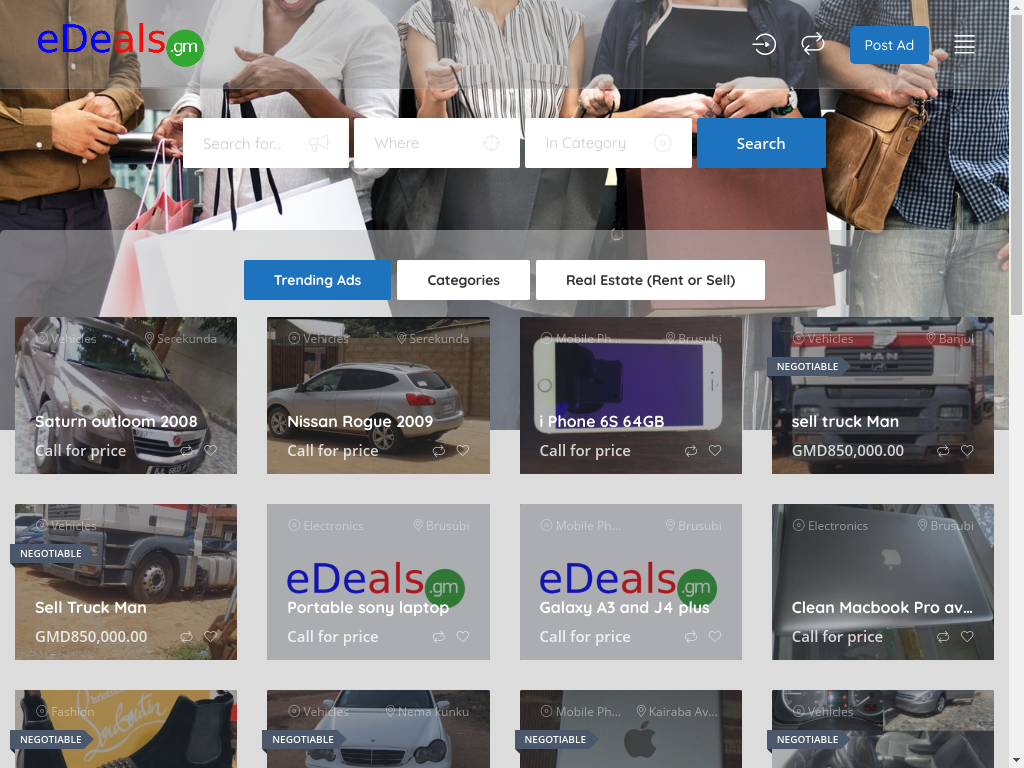 eDeals.gm
Post Ad
Search for...
Where
In Category
Search
Trending Ads
Categories
Real Estate (Rent or Sell)
Vehicles
Serekunda
Saturn outloom 2008
Call for price
Vehicles
Serekunda
Nissan Rogue 2009
Call for price
Mobile Ph...
Brusubi
i Phone 6S 64GB
Call for price
Vehicles
Banjul
NEGOTIABLE
MAN
sell truck Man
GMD850,000.00
Vehicles
NEGOTIABLE
Sell Truck Man
GMD850,000.00
Electronics
Brusubi
eDeals.gm
Portable sony laptop
Call for price
Mobile Ph...
Brusubi
eDeals.gm
Galaxy A3 and J4 plus
Call for price
Electronics
Brusubi
Clean Macbook Pro av...
Call for price
Fashion
NEGOTIABLE
Vehicles
Nema kunku
NEGOTIABLE
Mobile Ph...
Kairaba Av...
NEGOTIABLE
Vehicles
NEGOTIABLE